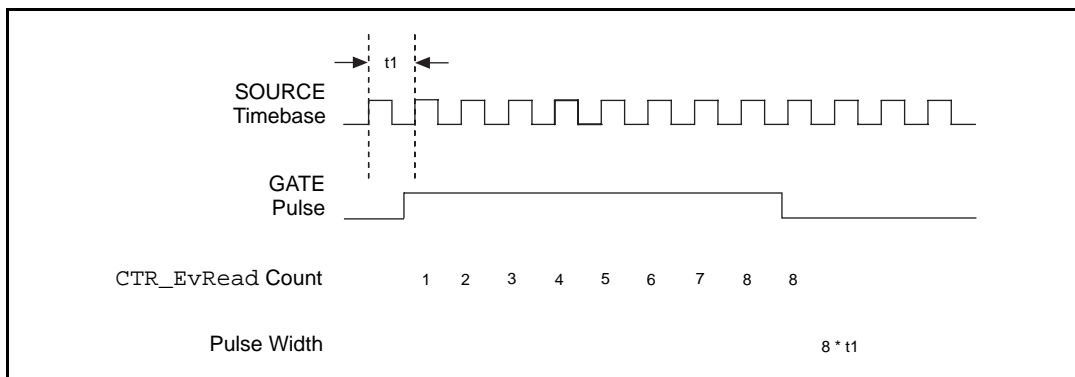 t1
SOURCE
Timebase
GATE
Pulse
CTR_EvRead Count 1 2 3 4 5 6 7 8 8
Pulse Width 8 * t1